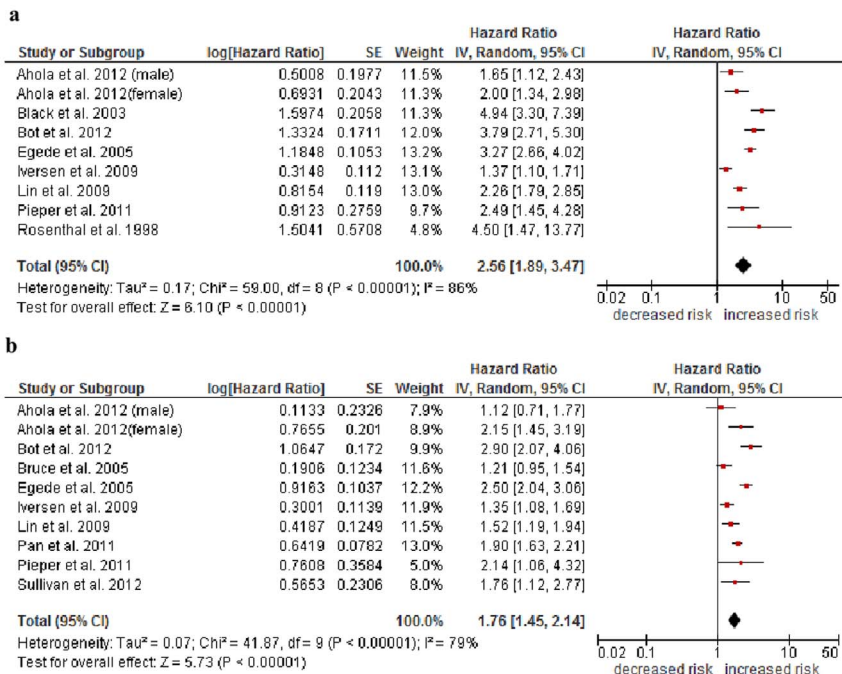 a
Hazard Ratio Hazard Ratio
Study or Subgroup log[Hazard Ratio] SE Weight IV, Random, 95% CI IV, Random, 95% CI
Ahola et al. 2012 (male) 0.5008 0.1977 11.5% 1.65 [1.12, 2.43]
Ahola et al. 2012(female) 0.6931 0.2043 11.3% 2.00 [1.34, 2.98]
Black et al. 2003 1.5974 0.2058 11.3% 4.94 [3.30, 7.39]
Bot et al. 2012 1.3324 0.1711 12.0% 3.79 [2.71, 5.30]
Egede et al. 2005 1.1848 0.1053 13.2% 3.27 [2.66, 4.02]
Iversen et al. 2009 0.3148 0.112 13.1% 1.37 [1.10, 1.71]
Lin et al. 2009 0.8154 0.119 13.0% 2.26 [1.79, 2.85]
Pieper et al. 2011 0.9123 0.2759 9.7% 2.49 [1.45, 4.28]
Rosenthal et al. 1998 1.5041 0.5708 4.8% 4.50 [1.47, 13.77]
Total (95% CI) 100.0% 2.56 [1.89, 3.47]
Heterogeneity: Tau² = 0.17; Chi² = 59.00, df = 8 (P < 0.00001); I² = 86%
Test for overall effect: Z = 6.10 (P < 0.00001)
0.02 0.1 1 10 50
decreased risk increased risk
b
Hazard Ratio Hazard Ratio
Study or Subgroup log[Hazard Ratio] SE Weight IV, Random, 95% CI IV, Random, 95% CI
Ahola et al. 2012 (male) 0.1133 0.2326 7.9% 1.12 [0.71, 1.77]
Ahola et al. 2012(female) 0.7655 0.201 8.9% 2.15 [1.45, 3.19]
Bot et al. 2012 1.0647 0.172 9.9% 2.90 [2.07, 4.06]
Bruce et al. 2005 0.1906 0.1234 11.6% 1.21 [0.95, 1.54]
Egede et al. 2005 0.9163 0.1037 12.2% 2.50 [2.04, 3.06]
Iversen et al. 2009 0.3001 0.1139 11.9% 1.35 [1.08, 1.69]
Lin et al. 2009 0.4187 0.1249 11.5% 1.52 [1.19, 1.94]
Pan et al. 2011 0.6419 0.0782 13.0% 1.90 [1.63, 2.21]
Pieper et al. 2011 0.7608 0.3584 5.0% 2.14 [1.06, 4.32]
Sullivan et al. 2012 0.5653 0.2306 8.0% 1.76 [1.12, 2.77]
Total (95% CI) 100.0% 1.76 [1.45, 2.14]
Heterogeneity: Tau² = 0.07; Chi² = 41.87, df = 9 (P < 0.00001); I² = 79%
Test for overall effect: Z = 5.73 (P < 0.00001)
0.02 0.1 1 10 50
decreased risk increased risk